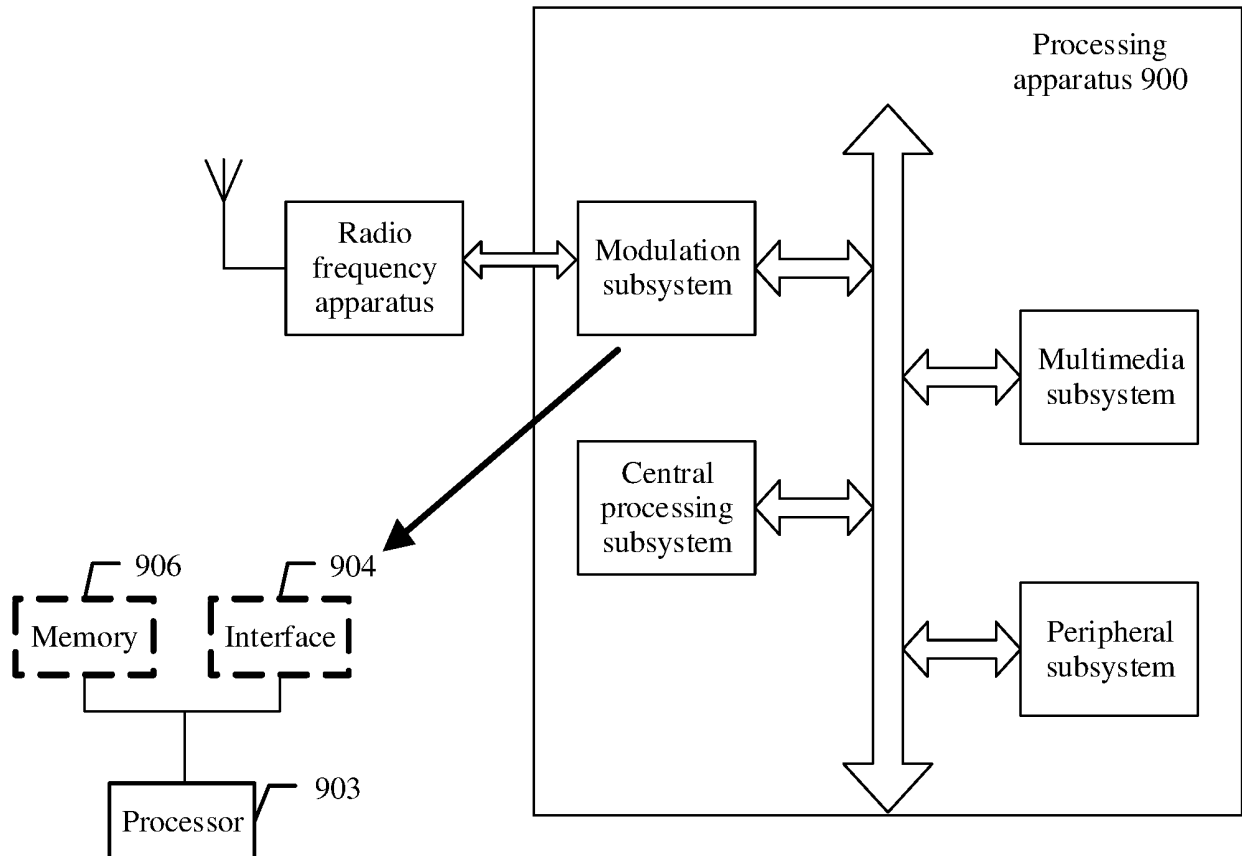 Processing
apparatus 900
Radio
frequency
apparatus
Modulation
subsystem
Multimedia
subsystem
Central
processing
subsystem
906
904
Memory
Interface
Peripheral
subsystem
903
Processor